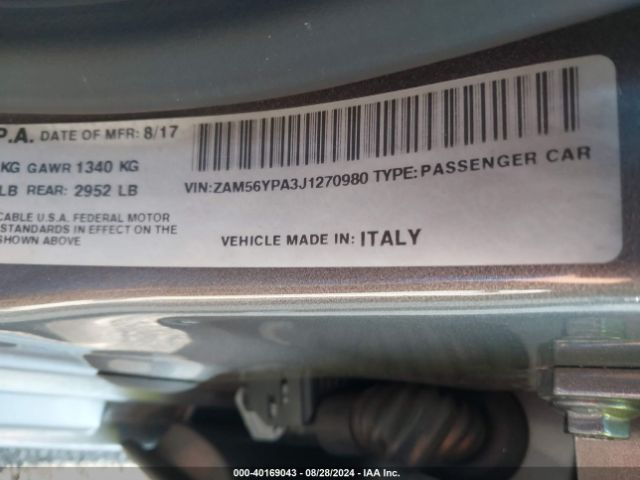 P.A. DATE OF MFR: 8/17
KG GAWR 1340 KG
LB REAR: 2952 LB
VIN:ZAM56YPA3J1270980 TYPE:PASSENGER CAR
CABLE U.S.A. FEDERAL MOTOR
STANDARDS IN EFFECT ON THE
SHOWN ABOVE
VEHICLE MADE IN: ITALY
000-40169043 - 08/28/2024 - IAA Inc.